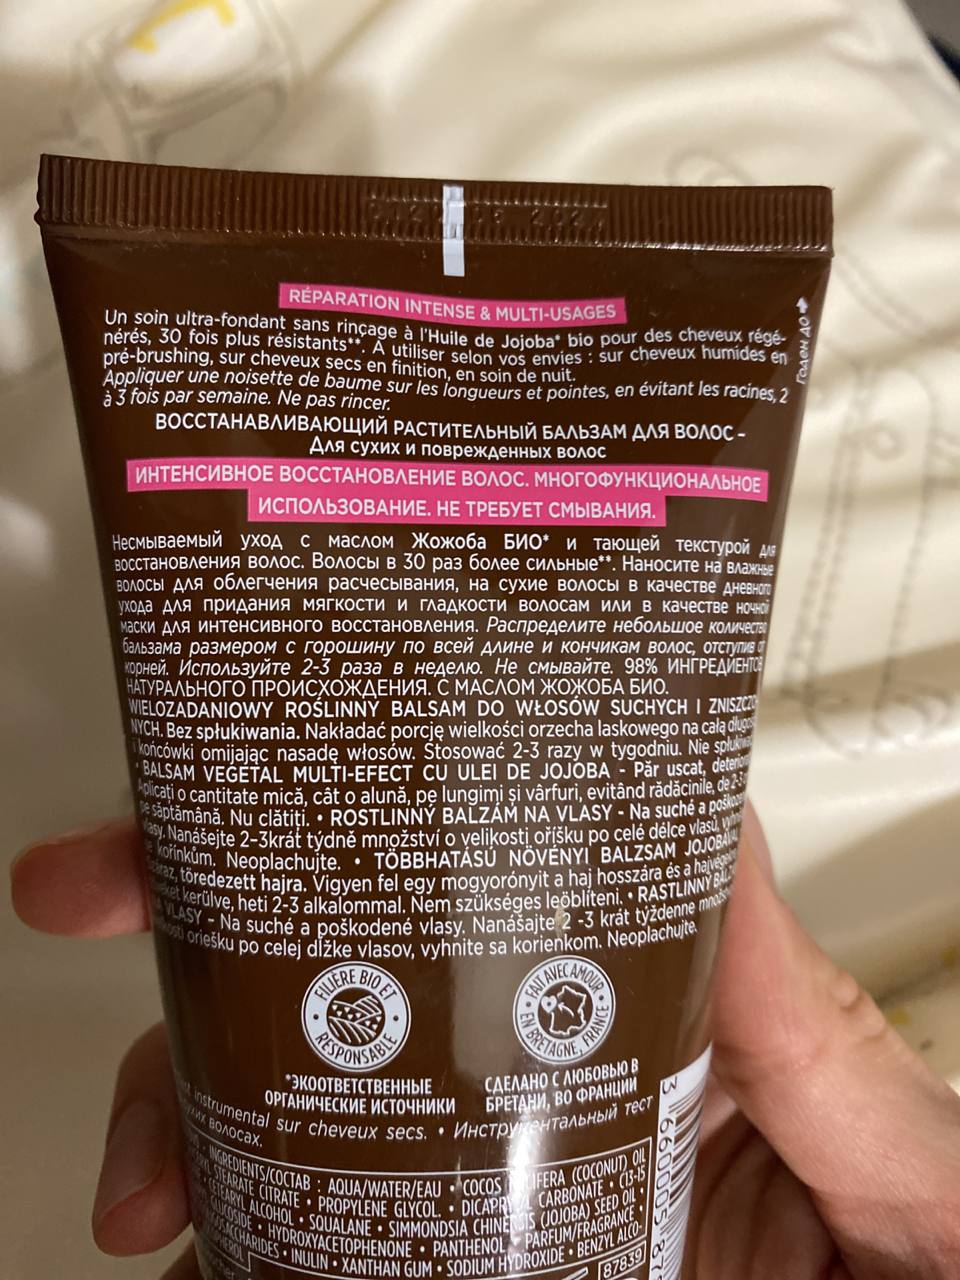 RÉPARATION INTENSE & MULTI-USAGES
Un soin ultra-fondant sans rinçage à l'Huile de Jojoba* bio pour des cheveux régé-
nérés, 30 fois plus résistants**. A utiliser selon vos envies : sur cheveux humides en
pré-brushing, sur cheveux secs en finition, en soin de nuit.
Appliquer une noisette de baume sur les longueurs et pointes, en évitant les racines, 2
à 3 fois par semaine. Ne pas rincer.
Годен до
ВОССТАНАВЛИВАЮЩИЙ РАСТИТЕЛЬНЫЙ БАЛЬЗАМ ДЛЯ ВОЛОС –
Для сухих и поврежденных волос
ИНТЕНСИВНОЕ ВОССТАНОВЛЕНИЕ ВОЛОС. МНОГОФУНКЦИОНАЛЬНОЕ
ИСПОЛЬЗОВАНИЕ. НЕ ТРЕБУЕТ СМЫВАНИЯ.
Несмываемый уход с маслом Жожоба БИО* и тающей текстурой для
восстановления волос. Волосы в 30 раз более сильные**. Наносите на влажные
волосы для облегчения расчесывания, на сухие волосы в качестве дневного
ухода для придания мягкости и гладкости волосам или в качестве ночной
маски для интенсивного восстановления. Распределите небольшое количество
бальзама размером с горошину по всей длине и кончикам волос, отступив от
корней. Используйте 2-3 раза в неделю. Не смывайте. 98% ИНГРЕДИЕНТОВ
НАТУРАЛЬНОГО ПРОИСХОЖДЕНИЯ. С МАСЛОМ ЖОЖОБА БИО.
WIELOZADANIOWY ROŚLINNY BALSAM DO WŁOSÓW SUCHYCH I ZNISZCZO-
NYCH. Bez spłukiwania. Nakładać porcję wielkości orzecha laskowego na całą długość
i końcówki omijając nasadę włosów. Stosować 2-3 razy w tygodniu. Nie
• BALSAM VEGETAL MULTI-EFECT CU ULEI DE JOJOBA - Păr uscat,
Aplicați o cantitate mică, cât o alună, pe lungimi și vârfuri, evitând rădăcinile, de 2-3
pe săptămână. Nu clătiți. • ROSTLINNÝ BALZÁM NA VLASY - Na suché a
vlasy. Nanášejte 2–3krát týdně množství o velikosti oříšku po celé délce vlasů,
kořínkům. Neoplachujte. • TÖBBHATÁSÚ NÖVÉNYI BALZSAM
töredezett hajra. Vigyen fel egy mogyorónyit a haj hosszára és a
kerülve, heti 2-3 alkalommal. Nem szükséges leöblíteni. • RASTLINNÝ
VLASY - Na suché a poškodené vlasy. Nanášajte 2 -3 krát týždenne
oriešku po celej dĺžke vlasov, vyhnite sa korienkom. Neoplachujte.
FILIÈRE BIO ET
RESPONSABLE
FAIT AVEC AMOUR
EN BRETAGNE, FRANCE
*ЭКООТВЕТСТВЕННЫЕ
ОРГАНИЧЕСКИЕ ИСТОЧНИКИ
СДЕЛАНО С ЛЮБОВЬЮ В
БРЕТАНИ, ВО ФРАНЦИИ
instrumental sur cheveux secs. • Инструментальный тест
волосах.
INGREDIENTS/СОСТАВ : AQUA/WATER/EAU • COCOS (COCONUT) OIL
STEARATE CITRATE • PROPYLENE GLYCOL • CARBONATE • C13-15
CETEARYL ALCOHOL • SQUALANE • SIMMONDSIA CHINENSIS (JOJOBA) SEED OIL •
HYDROXYACETOPHENONE • PANTHENOL • PARFUM/FRAGRANCE •
INULIN • XANTHAN GUM • SODIUM HYDROXIDE • BENZYL ALCO-
87839
3 660005